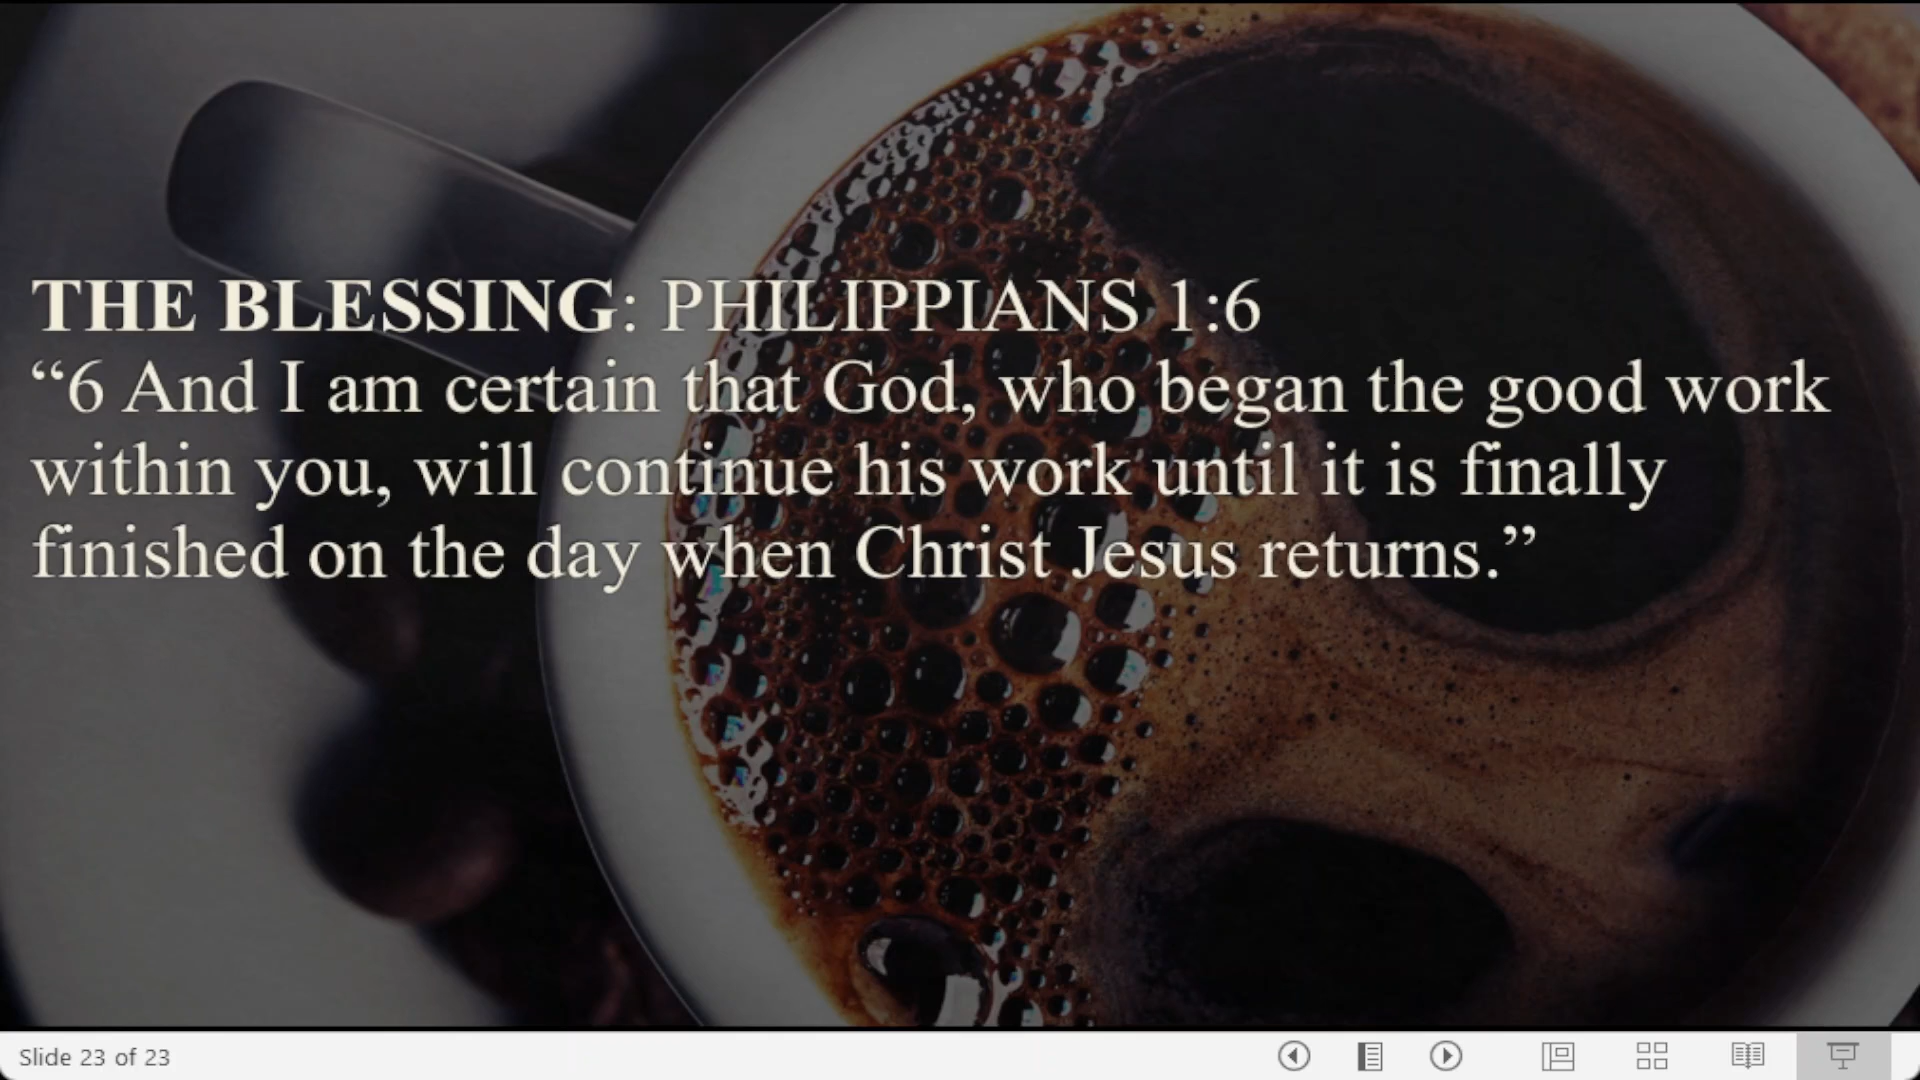 THE BLESSING: PHILIPPIANS 1:6
“6 And I am certain that God, who began the good work
within you, will continue his work until it is finally
finished on the day when Christ Jesus returns.”
Slide 23 of 23